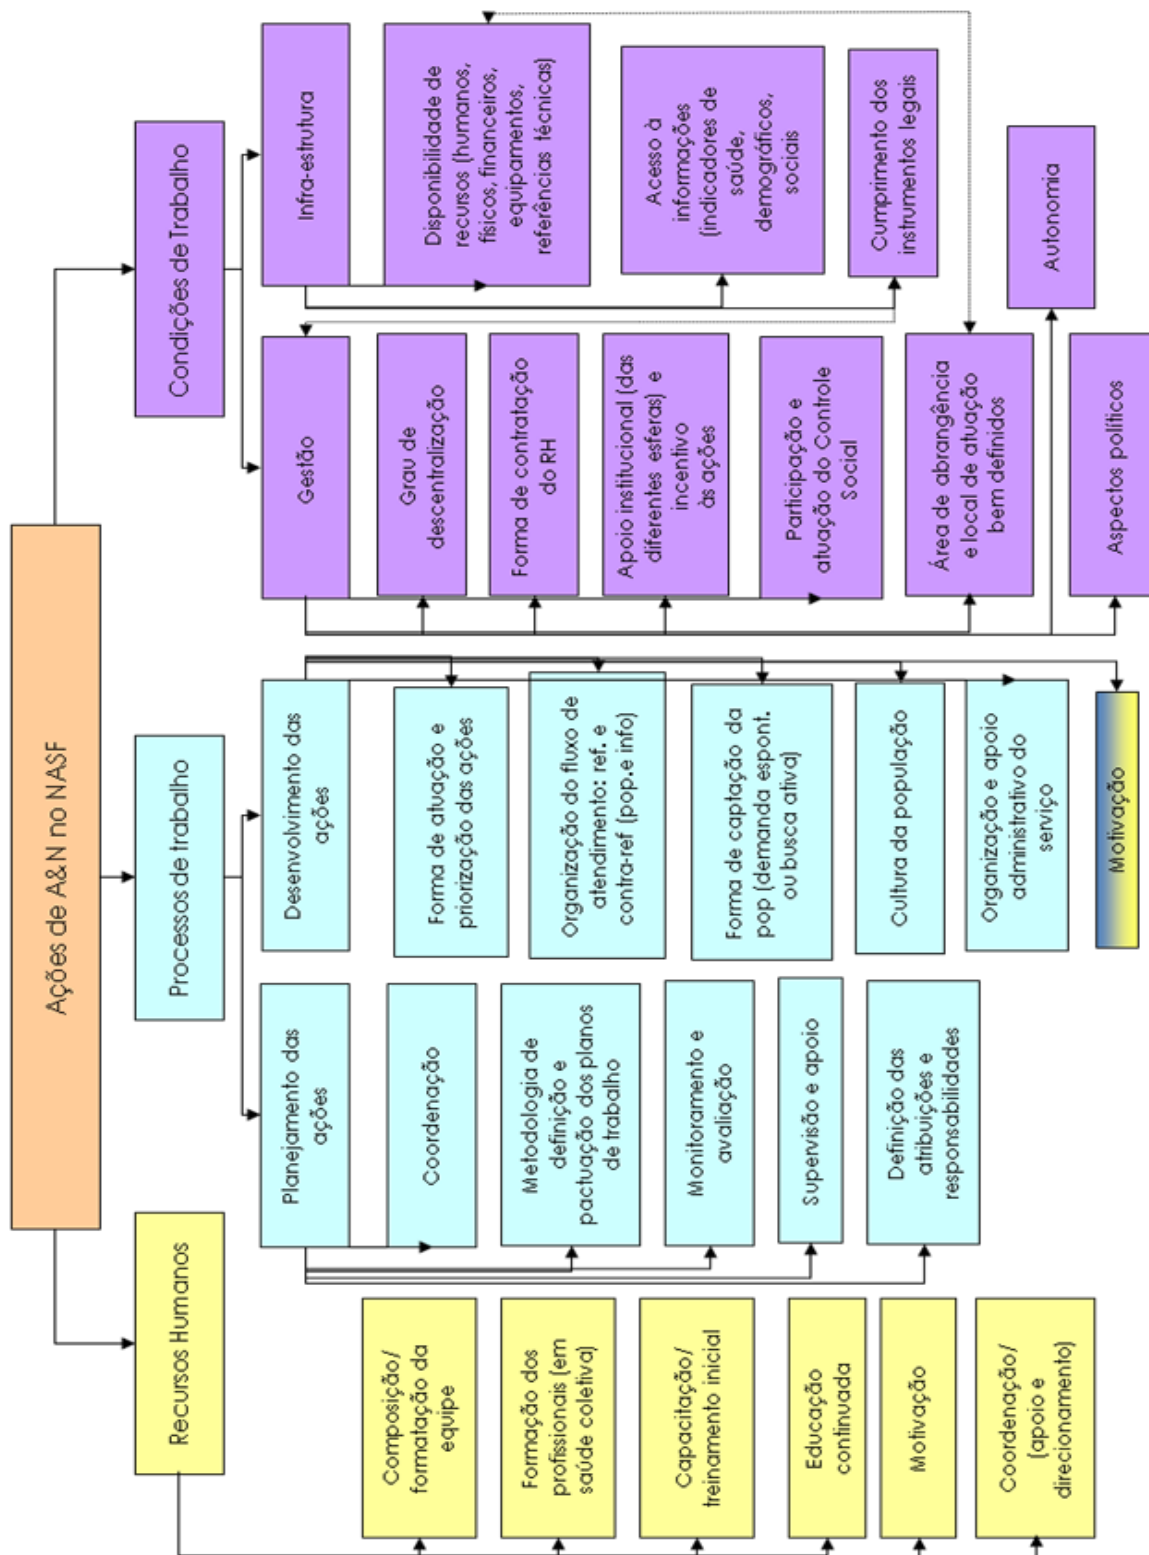 Ações de A&N no NASF
Recursos Humanos
Processos de trabalho
Condições de Trabalho
Composição/
formatação da
equipe
Formação dos
profissionais (em
saúde coletiva)
Capacitação/
treinamento inicial
Educação
continuada
Motivação
Coordenação/
(apoio e
direcionamento)
Planejamento das
ações
Coordenação
Metodologia de
definição e
pactuação dos planos
de trabalho
Monitoramento e
avaliação
Supervisão e apoio
Definição das
atribuições e
responsabilidades
Desenvolvimento das
ações
Forma de atuação e
priorização das ações
Organização do fluxo de
atendimento: ref. e
contra-ref (pop.e info)
Forma de captação da
pop (demanda espont.
ou busca ativa)
Cultura da população
Organização e apoio
administrativo do
serviço
Motivação
Gestão
Grau de
descentralização
Forma de contratação
do RH
Apoio institucional (das
diferentes esferas) e
incentivo
às ações
Participação e
atuação do Controle
Social
Área de abrangência
e local de atuação
bem definidos
Autonomia
Aspectos políticos
Infra-estrutura
Disponibilidade de
recursos (humanos,
físicos, financeiros,
equipamentos,
referências técnicas)
Acesso à
informações
(indicadores de
saúde,
demográficos,
sociais
Cumprimento dos
instrumentos legais